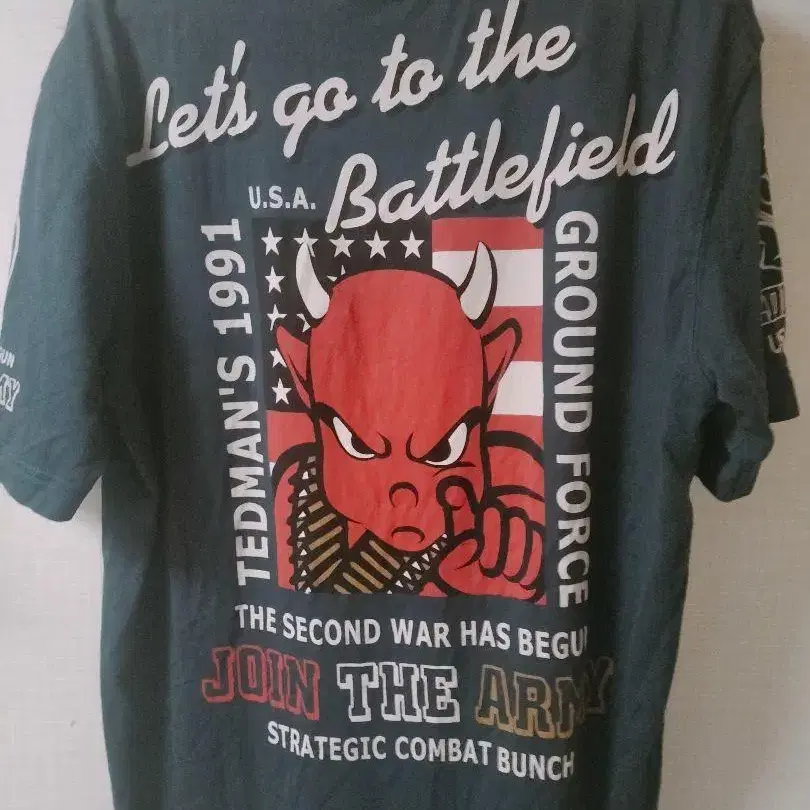 Let's go to the
Battlefield
U.S.A.
TEDMAN'S 1991
GROUND FORCE
THE SECOND WAR HAS BEGUN
JOIN THE ARMY
STRATEGIC COMBAT BUNCH